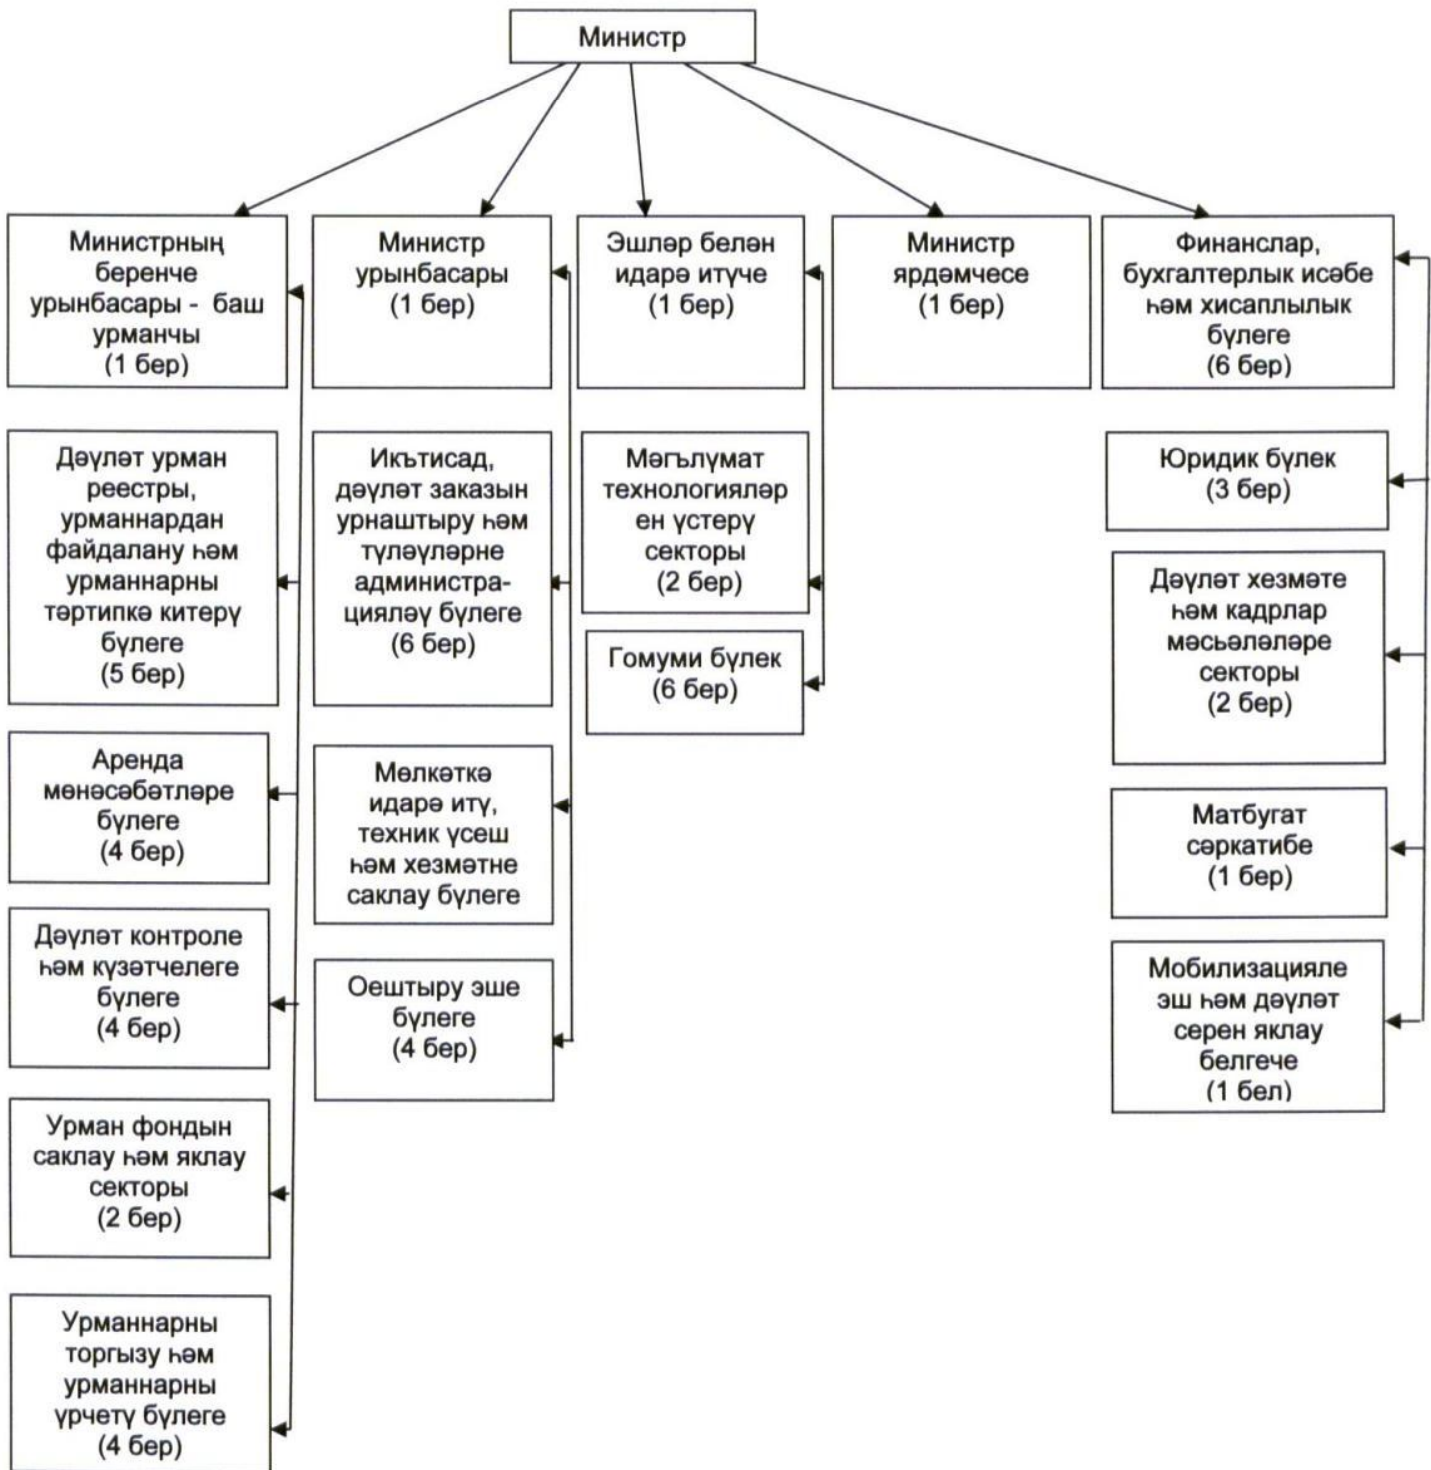 Министр
Министрның
беренче
урынбасары - баш
урманчы
(1 бер)
Министр
урынбасары
(1 бер)
Эшләр белән
идарә итүче
(1 бер)
Министр
ярдәмчесе
(1 бер)
Финанслар,
бухгалтерлык исәбе
һәм хисаплылык
бүлеге
(6 бер)
Дәүләт урман
реестры,
урманнардан
файдалану һәм
урманнарны
тәртипкә китерү
бүлеге
(5 бер)
Аренда
мөнәсәбәтләре
бүлеге
(4 бер)
Дәүләт контроле
һәм күзәтчелеге
бүлеге
(4 бер)
Урман фондын
саклау һәм яклау
секторы
(2 бер)
Урманнарны
торгызу һәм
урманнарны
үрчетү бүлеге
(4 бер)
Икътисад,
дәүләт заказын
урнаштыру һәм
түләүләрне
администра-
цияләү бүлеге
(6 бер)
Мөлкәткә
идарә итү,
техник үсеш
һәм хезмәтне
саклау бүлеге
Оештыру эше
бүлеге
(4 бер)
Мәгълүмат
технологияләр
ен үстерү
секторы
(2 бер)
Гомуми бүлек
(6 бер)
Юридик бүлек
(3 бер)
Дәүләт хезмәте
һәм кадрлар
мәсьәләләре
секторы
(2 бер)
Матбугат
сәркатибе
(1 бер)
Мобилизацияле
эш һәм дәүләт
серен яклау
белгече
(1 бел)